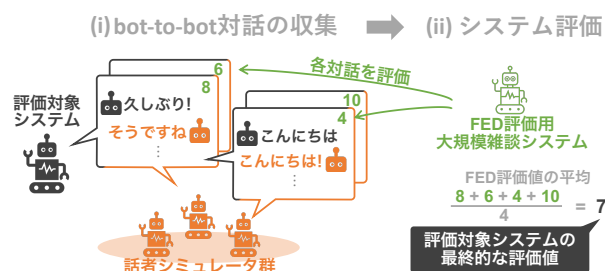 (i) bot-to-bot対話の収集
(ii) システム評価
6
8
久しぶり!
そうですね
⋮
評価対象
システム
10
4
こんにちは
こんにちは!
⋮
話者シミュレータ群
各対話を評価
FED評価用
大規模雑談システム
FED評価値の平均
8 + 6 + 4 + 10
4
= 7
評価対象システムの
最終的な評価値